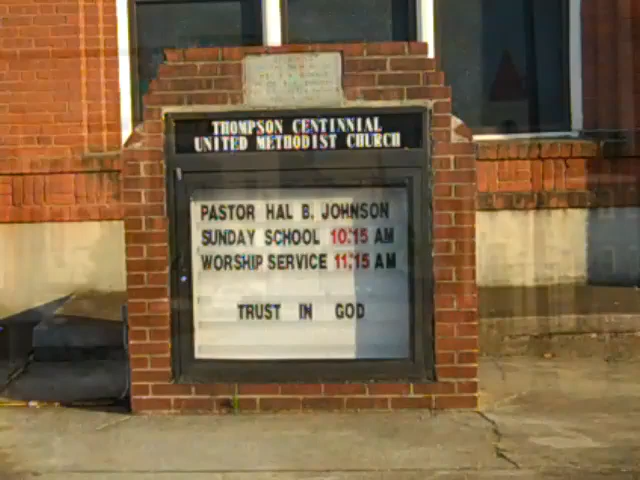 THOMPSON CENTINNIAL
UNITED METHODIST CHURCH
PASTOR HAL B. JOHNSON
SUNDAY SCHOOL 10:15 AM
WORSHIP SERVICE 11:15 AM
TRUST IN GOD